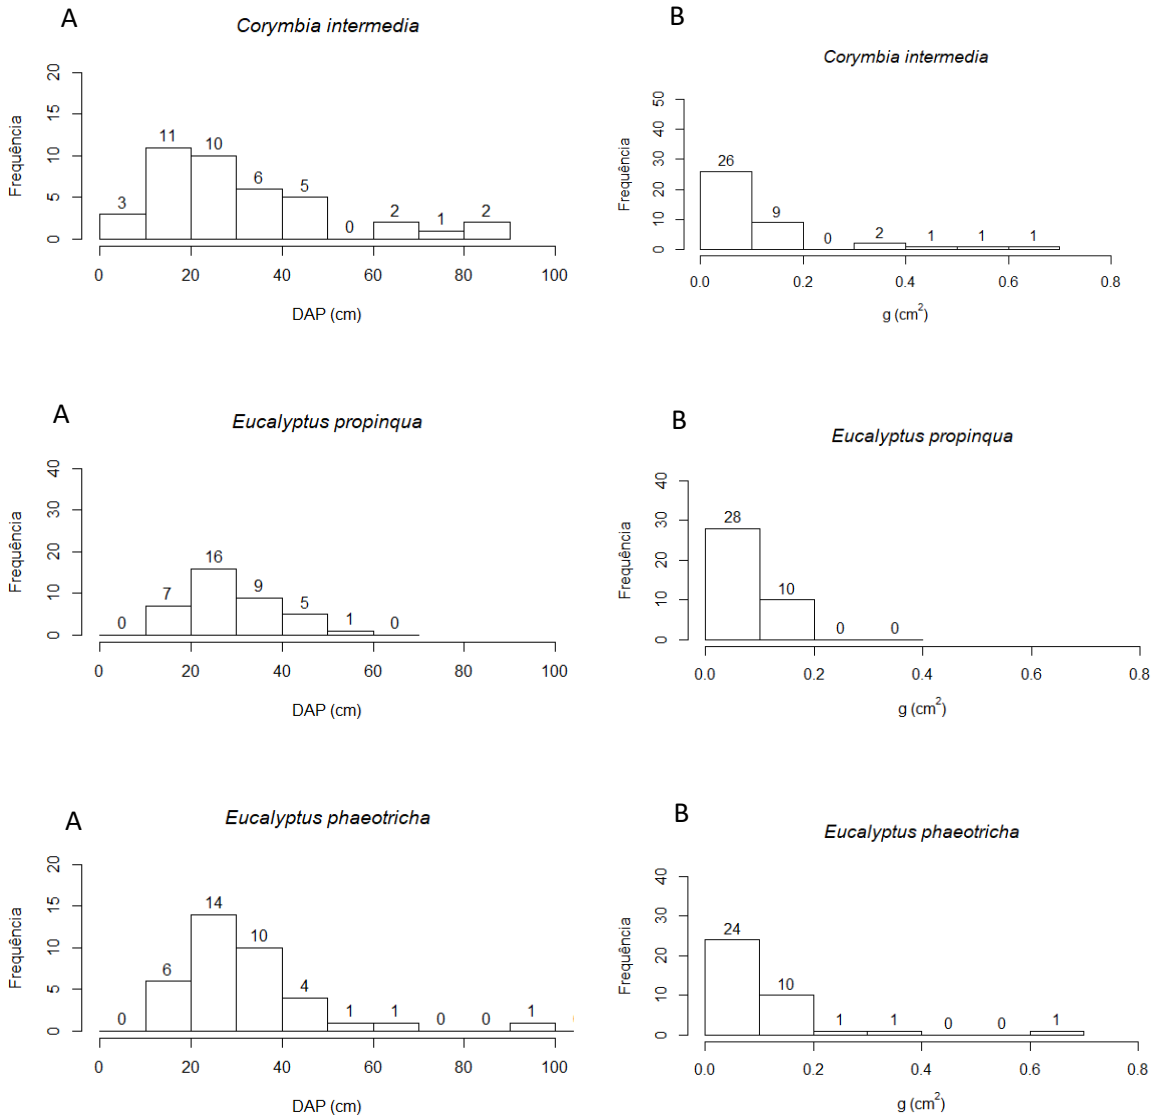 A
Corymbia intermedia
Frequência
20
15
10
5
0
3
11
10
6
5
0
2
1
2
0 20 40 60 80 100
DAP (cm)
B
Corymbia intermedia
Frequência
50
40
30
20
10
0
26
9
0
2
1
1
1
0.0 0.2 0.4 0.6 0.8
g (cm²)
A
Eucalyptus propinqua
Frequência
40
30
20
10
0
0
7
16
9
5
1
0
0 20 40 60 80 100
DAP (cm)
B
Eucalyptus propinqua
Frequência
40
30
20
10
0
28
10
0
0
0.0 0.2 0.4 0.6 0.8
g (cm²)
A
Eucalyptus phaeotricha
Frequência
20
15
10
5
0
0
6
14
10
4
1
1
0
0
1
0 20 40 60 80 100
DAP (cm)
B
Eucalyptus phaeotricha
Frequência
40
30
20
10
0
24
10
1
1
0
0
1
0.0 0.2 0.4 0.6 0.8
g (cm²)